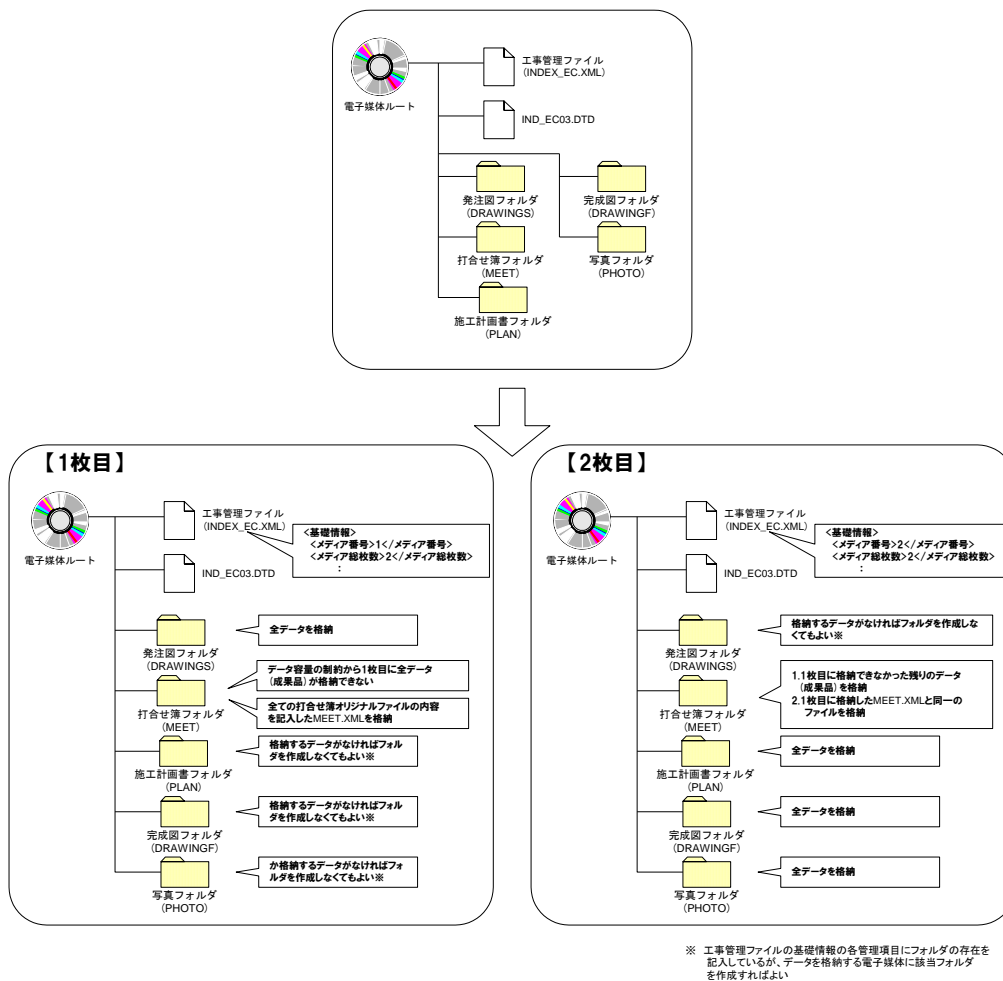 工事管理ファイル
(INDEX_EC.XML)
電子媒体ルート
IND_EC03.DTD
発注図フォルダ
(DRAWINGS)
完成図フォルダ
(DRAWINGF)
打合せ簿フォルダ
(MEET)
写真フォルダ
(PHOTO)
施工計画書フォルダ
(PLAN)
【1枚目】
工事管理ファイル
(INDEX_EC.XML)
電子媒体ルート
<基礎情報>
<メディア番号>1</メディア番号>
<メディア総枚数>2</メディア総枚数>
:
IND_EC03.DTD
発注図フォルダ
(DRAWINGS)
全データを格納
打合せ簿フォルダ
(MEET)
データ容量の制約から1枚目に全データ
(成果品)が格納できない
全ての打合せ簿オリジナルファイルの内容
を記入したMEET.XMLを格納
施工計画書フォルダ
(PLAN)
格納するデータがなければフォル
ダを作成しなくてもよい※
完成図フォルダ
(DRAWINGF)
格納するデータがなければフォル
ダを作成しなくてもよい※
写真フォルダ
(PHOTO)
か格納するデータがなければフォ
ルダを作成しなくてもよい※
【2枚目】
工事管理ファイル
(INDEX_EC.XML)
電子媒体ルート
<基礎情報>
<メディア番号>2</メディア番号>
<メディア総枚数>2</メディア総枚数>
:
IND_EC03.DTD
発注図フォルダ
(DRAWINGS)
格納するデータがなければフォルダを作成しな
くてもよい※
打合せ簿フォルダ
(MEET)
1.1枚目に格納できなかった残りのデータ
(成果品)を格納
2.1枚目に格納したMEET.XMLと同一の
ファイルを格納
施工計画書フォルダ
(PLAN)
全データを格納
完成図フォルダ
(DRAWINGF)
全データを格納
写真フォルダ
(PHOTO)
全データを格納
※ 工事管理ファイルの基礎情報の各管理項目にフォルダの存在を
記入しているが、データを格納する電子媒体に該当フォルダ
を作成すればよい